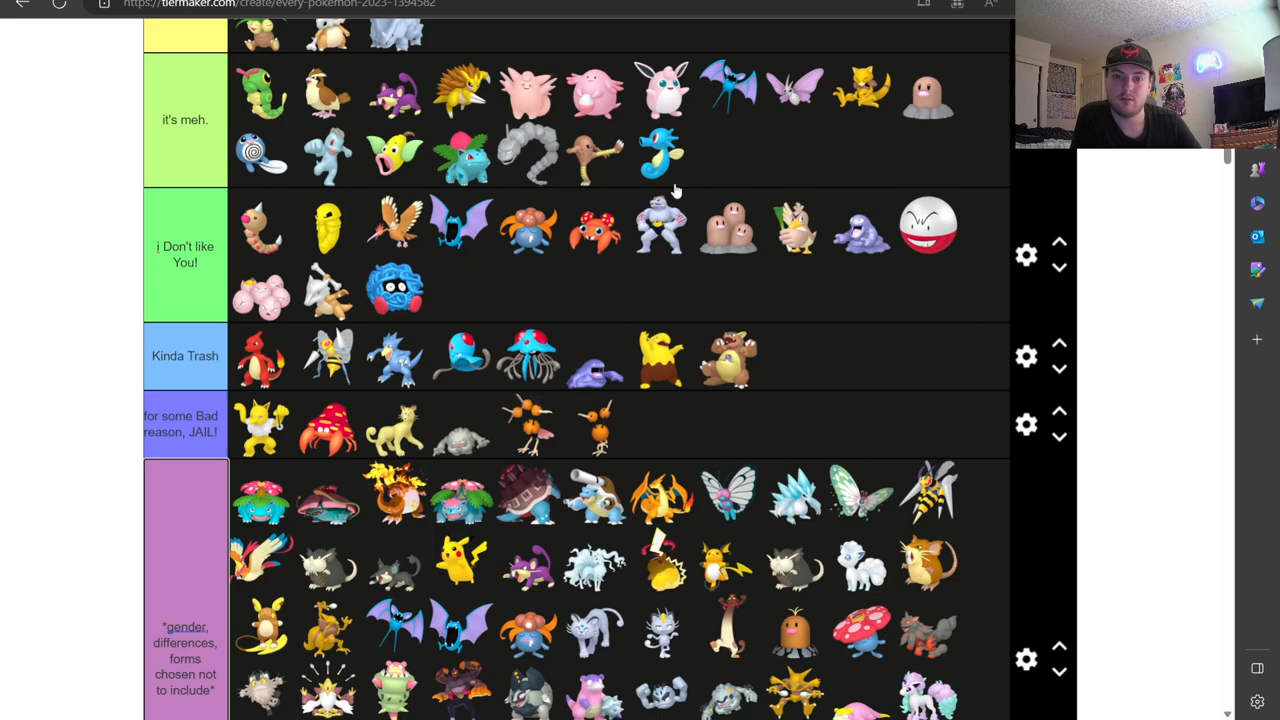 https://tiermaker.com/create/every-pokemon-2023-1394582
it's meh.
i Don't like
You!
Kinda Trash
for some Bad
reason, JAIL!
*gender,
differences,
forms
chosen not
to include*